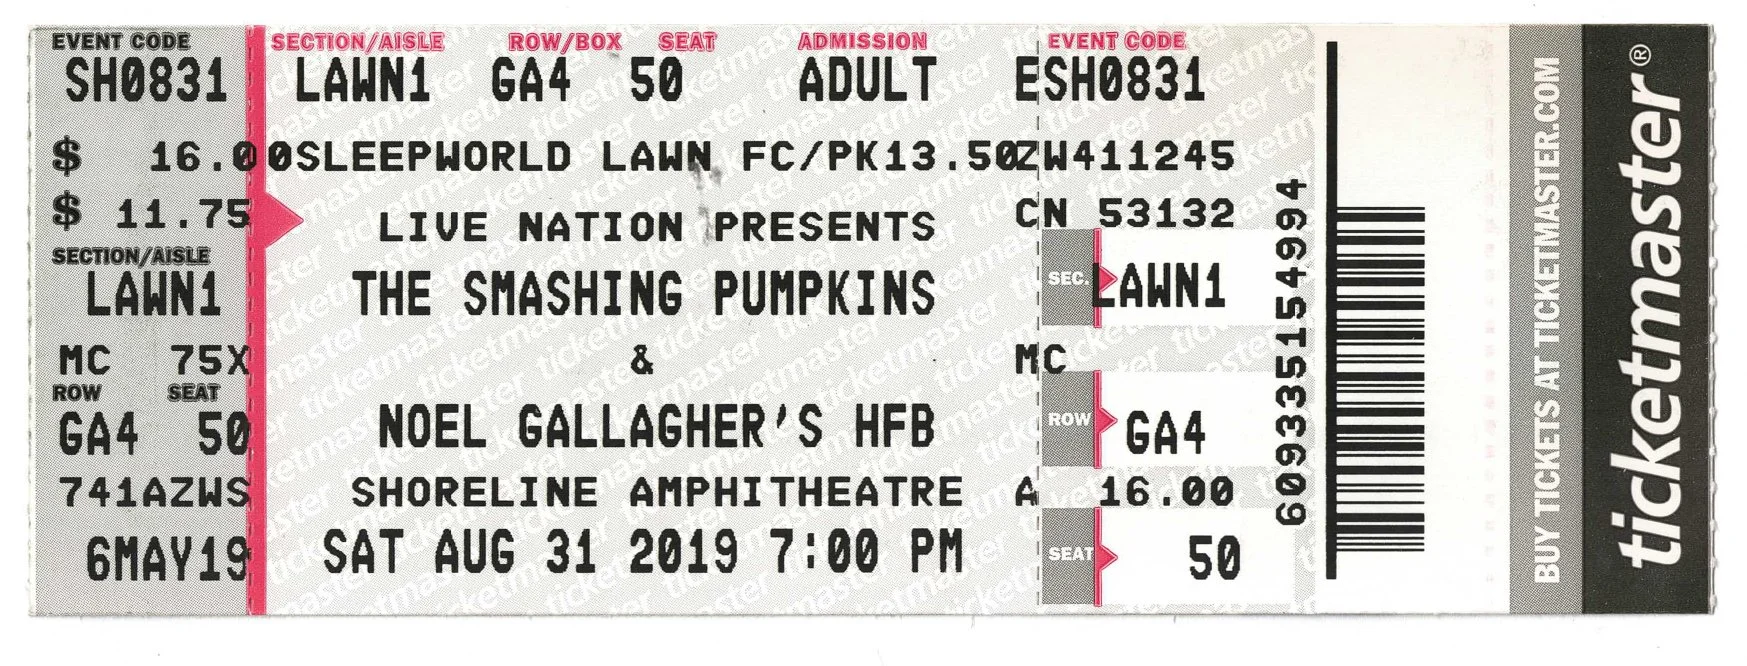 EVENT CODE
SH0831
$ 16.00
$ 11.75
SECTION/AISLE
LAWN1
MC 75X
ROW SEAT
GA4 50
741AZWS
6MAY19
SECTION/AISLE ROW/BOX SEAT ADMISSION
LAWN1 GA4 50 ADULT
SLEEPWORLD LAWN FC/PK13.50
LIVE NATION PRESENTS
THE SMASHING PUMPKINS
&
NOEL GALLAGHER'S HFB
SHORELINE AMPHITHEATRE
SAT AUG 31 2019 7:00 PM
EVENT CODE
ESH0831
ZW411245
CN 53132
SEC. LAWN1
MC
ROW GA4
A 16.00
SEAT 50
609335154994
BUY TICKETS AT TICKETMASTER.COM
ticketmaster®